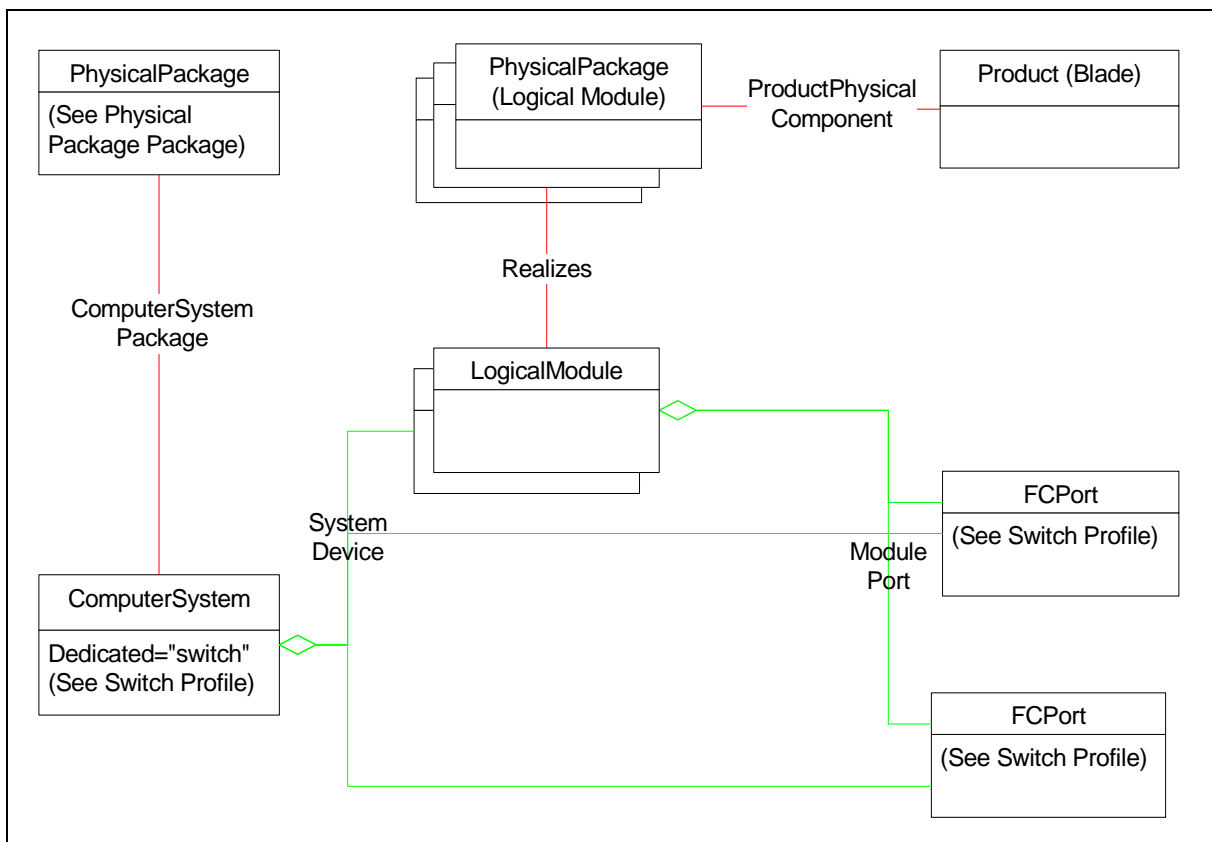 PhysicalPackage
(See Physical
Package Package)
PhysicalPackage
(Logical Module)
ProductPhysical
Component
Product (Blade)
Realizes
ComputerSystem
Package
LogicalModule
System
Device
Module
Port
FCPort
(See Switch Profile)
ComputerSystem
Dedicated="switch"
(See Switch Profile)
FCPort
(See Switch Profile)